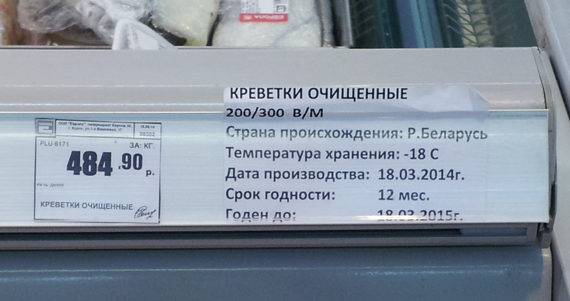 PLU 6171 ЗА: КГ.
484.90
р.
КРЕВЕТКИ ОЧИЩЕННЫЕ
КРЕВЕТКИ ОЧИЩЕННЫЕ
200/300 В/М
Страна происхождения: Р.Беларусь
Температура хранения: -18 С
Дата производства: 18.03.2014г.
Срок годности: 12 мес.
Годен до: 18.03.2015г.